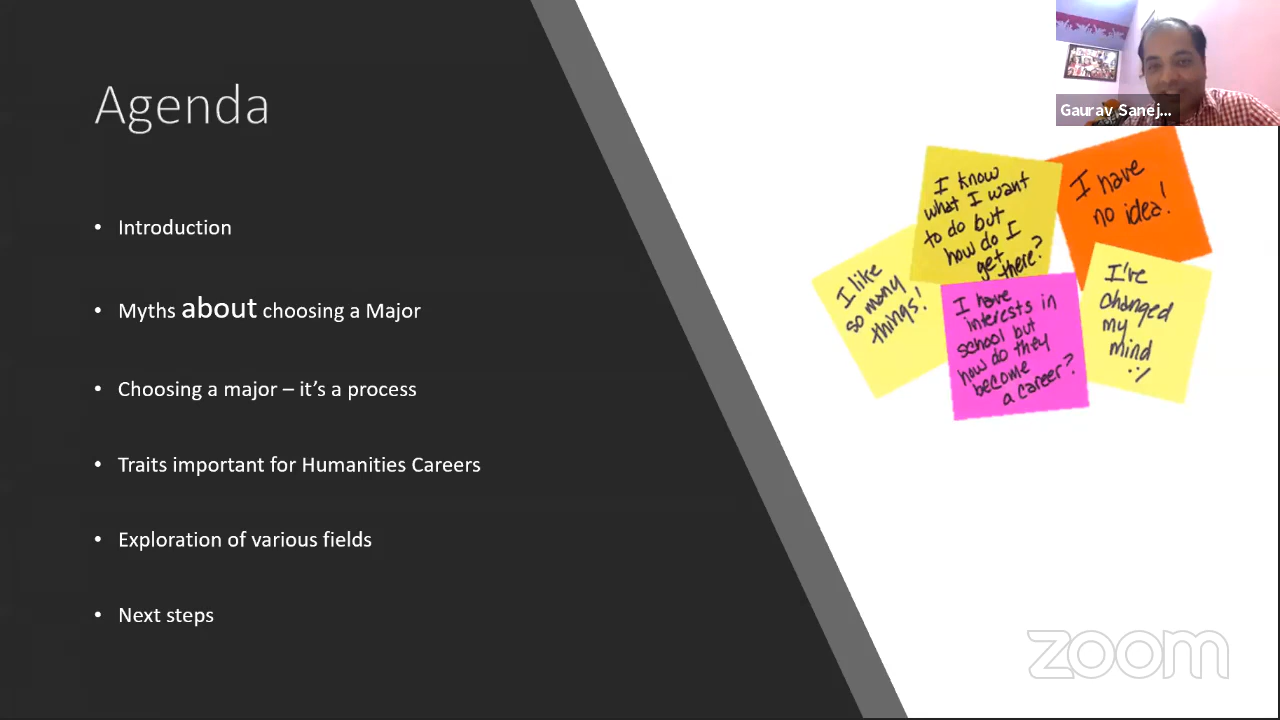 Agenda
• Introduction
• Myths about choosing a Major
• Choosing a major – it's a process
• Traits important for Humanities Careers
• Exploration of various fields
• Next steps
Gaurav Sanej...
I know
what I want
to do but
how do I
get
there?
I have
no idea!
I like
so many
things!
I have
interests in
school but
how do they
become
a career?
I've
changed
my
mind
:/
zoom